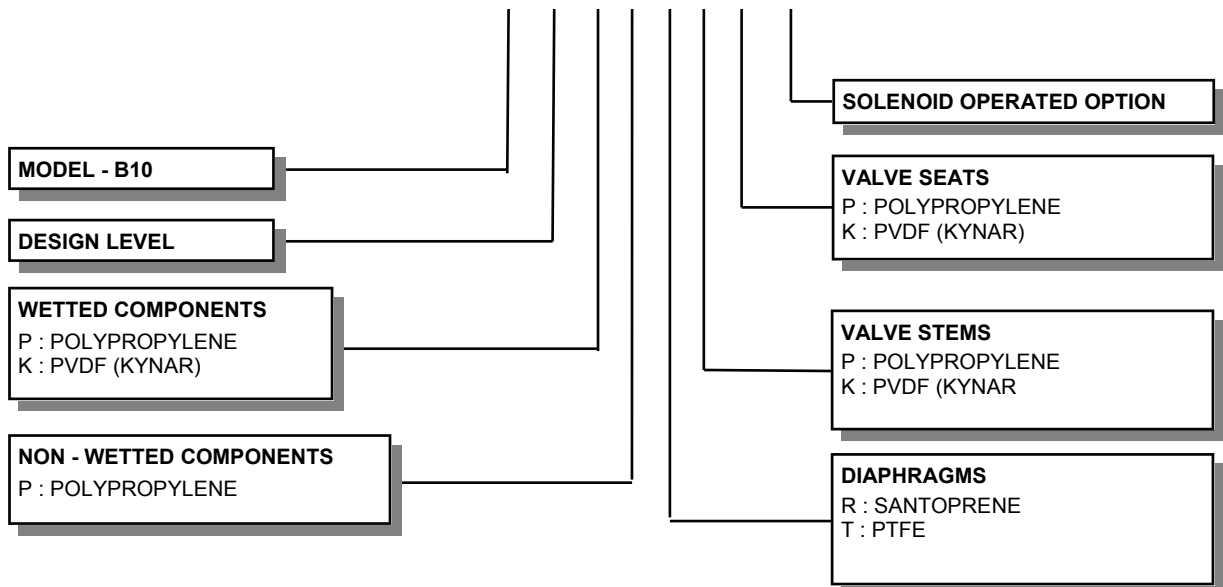 MODEL - B10
DESIGN LEVEL
WETTED COMPONENTS
P : POLYPROPYLENE
K : PVDF (KYNAR)
NON - WETTED COMPONENTS
P : POLYPROPYLENE
SOLENOID OPERATED OPTION
VALVE SEATS
P : POLYPROPYLENE
K : PVDF (KYNAR)
VALVE STEMS
P : POLYPROPYLENE
K : PVDF (KYNAR
DIAPHRAGMS
R : SANTOPRENE
T : PTFE